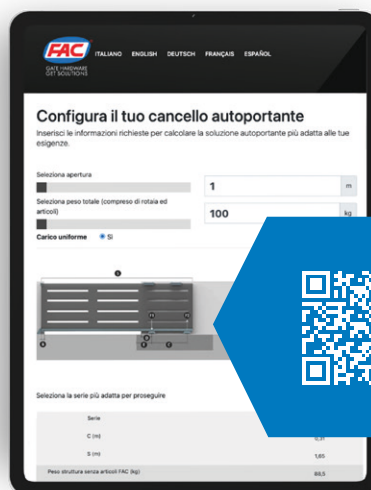 FAC
GATE HARDWARE
GET SOLUTIONS
ITALIANO ENGLISH DEUTSCH FRANÇAIS ESPAÑOL
Configura il tuo cancello autoportante
Inserisci le informazioni richieste per calcolare la soluzione autoportante più adatta alle tue
esigenze.
Seleziona apertura
1 m
Seleziona peso totale (compreso di rotaia ed
articoli)
100 kg
Carico uniforme Sì
Seleziona la serie più adatta per proseguire
Serie
C (m) 0,31
S (m) 1,65
Peso struttura senza articoli FAC (kg) 88,5